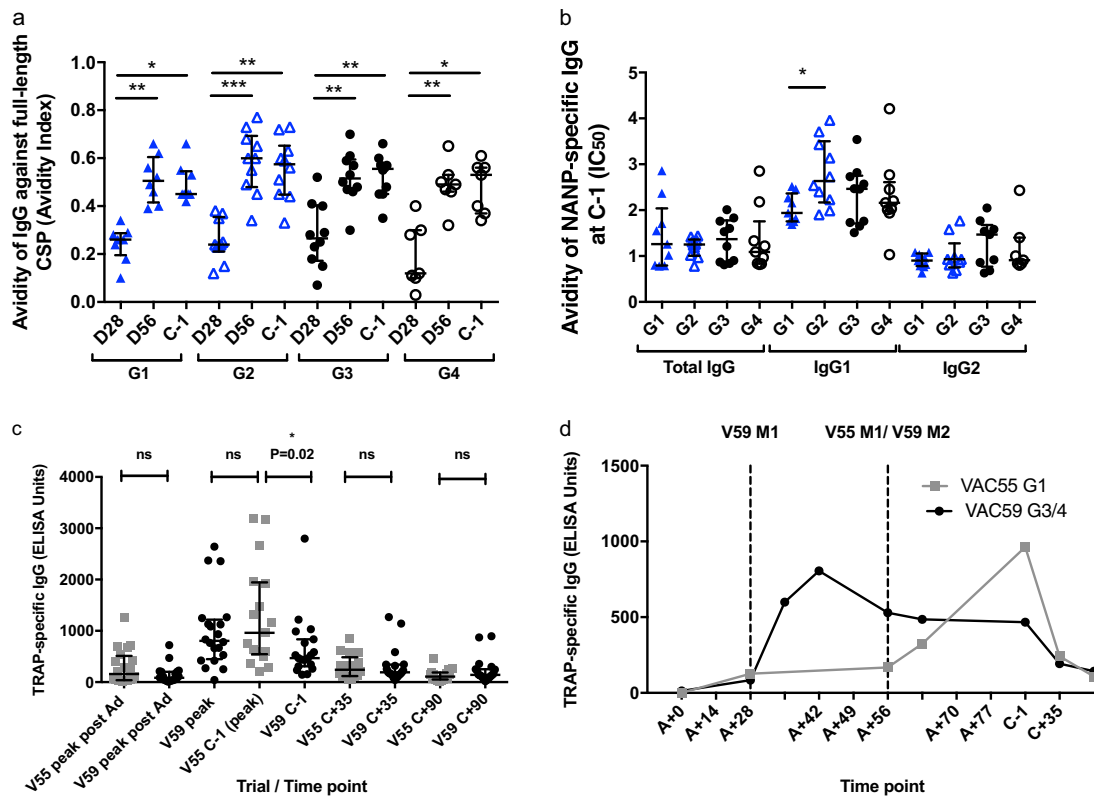 a
Avidity of IgG against full-length
CSP (Avidity Index)
1.0
0.8
0.6
0.4
0.2
0.0
*
**
**
***
**
**
*
**
D28
D56
C-1
D28
D56
C-1
D28
D56
C-1
D28
D56
C-1
G1
G2
G3
G4
b
Avidity of NANP-specific IgG
at C-1 (IC50)
5
4
3
2
1
0
*
G1
G2
G3
G4
G1
G2
G3
G4
G1
G2
G3
G4
Total IgG
IgG1
IgG2
c
TRAP-specific IgG (ELISA Units)
4000
3000
2000
1000
0
ns
ns
*
P=0.02
ns
ns
V55 peak post Ad
V59 peak post Ad
V59 peak
V55 C-1 (peak)
V59 C-1
V55 C+35
V59 C+35
V55 C+90
V59 C+90
Trial / Time point
d
V59 M1
V55 M1/ V59 M2
TRAP-specific IgG (ELISA Units)
1500
1000
500
0
VAC55 G1
VAC59 G3/4
A+0
A+14
A+28
A+42
A+49
A+56
A+70
A+77
C-1
C+35
Time point